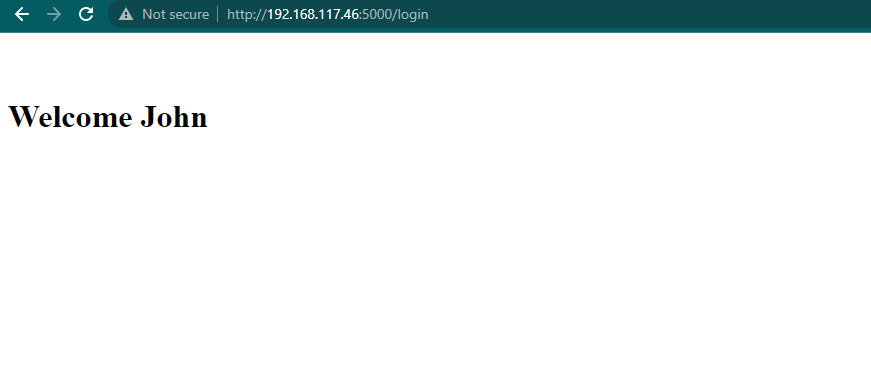 Not secure http://192.168.117.46:5000/login
Welcome John